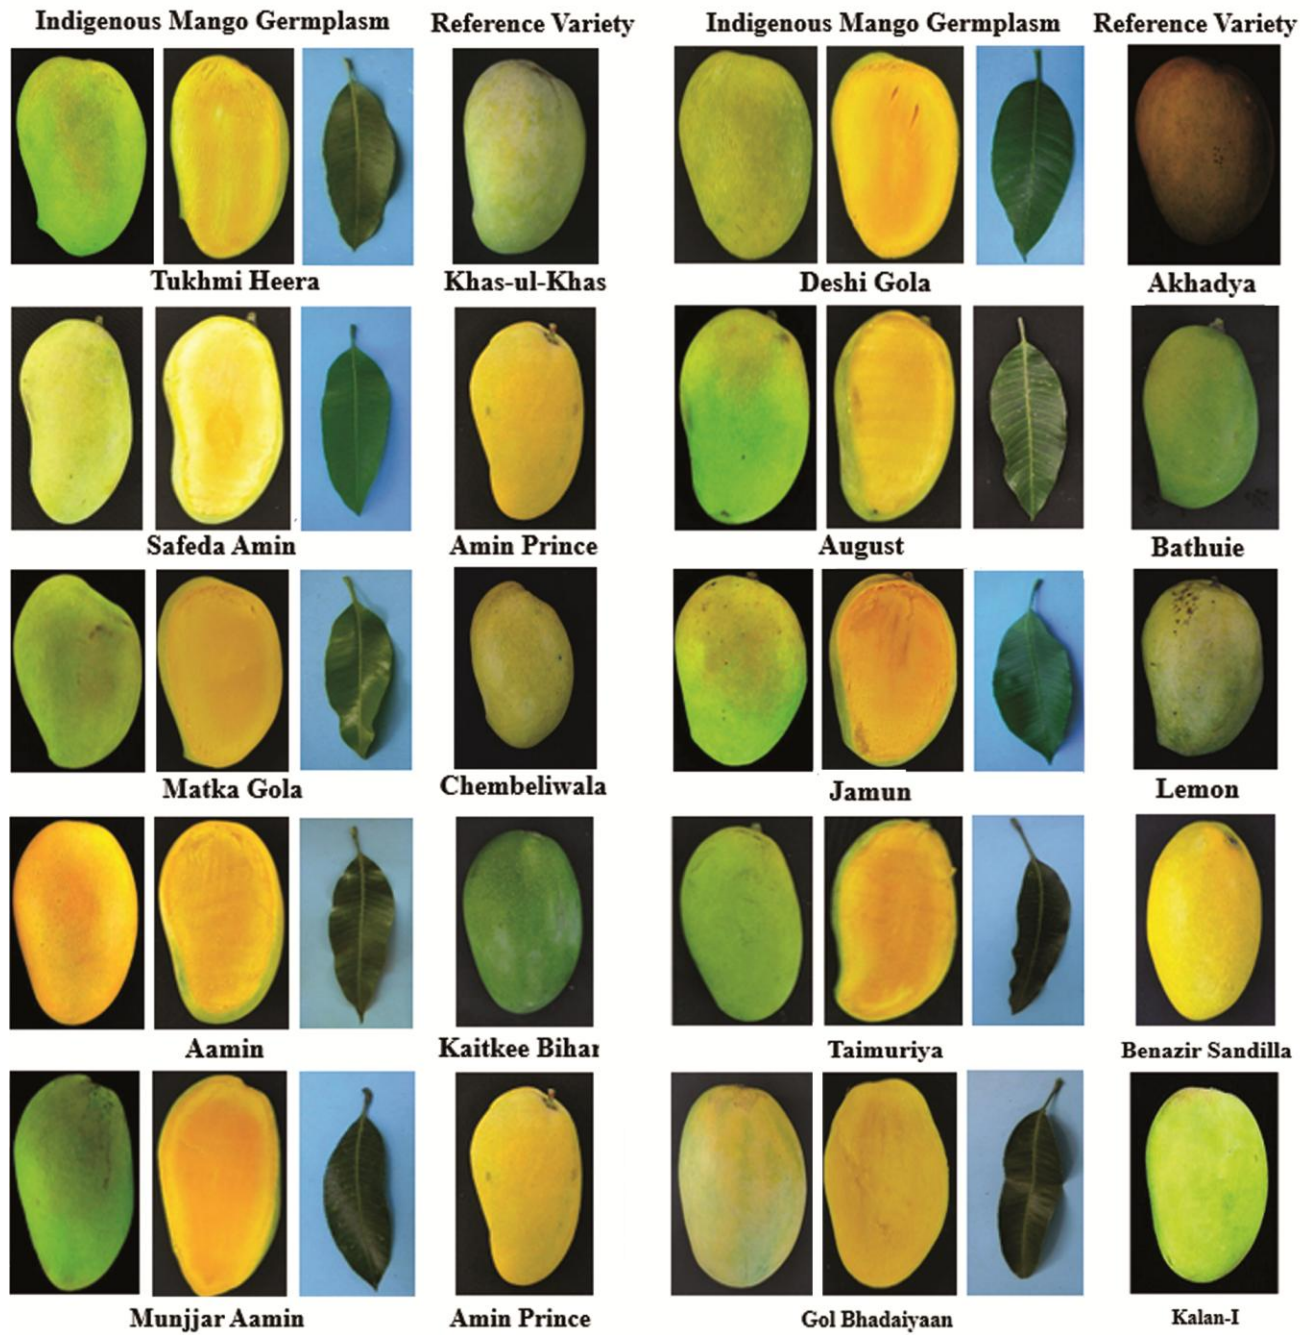 Indigenous Mango Germplasm Reference Variety Indigenous Mango Germplasm Reference Variety
Tukhmi Heera Khas-ul-Khas Deshi Gola Akhadya
Safeda Amin Amin Prince August Bathuie
Matka Gola Chembeliwala Jamun Lemon
Aamin Kaitkee Bihar Taimuriya Benazir Sandilla
Munjjar Aamin Amin Prince Gol Bhadaiyaan Kalan-I